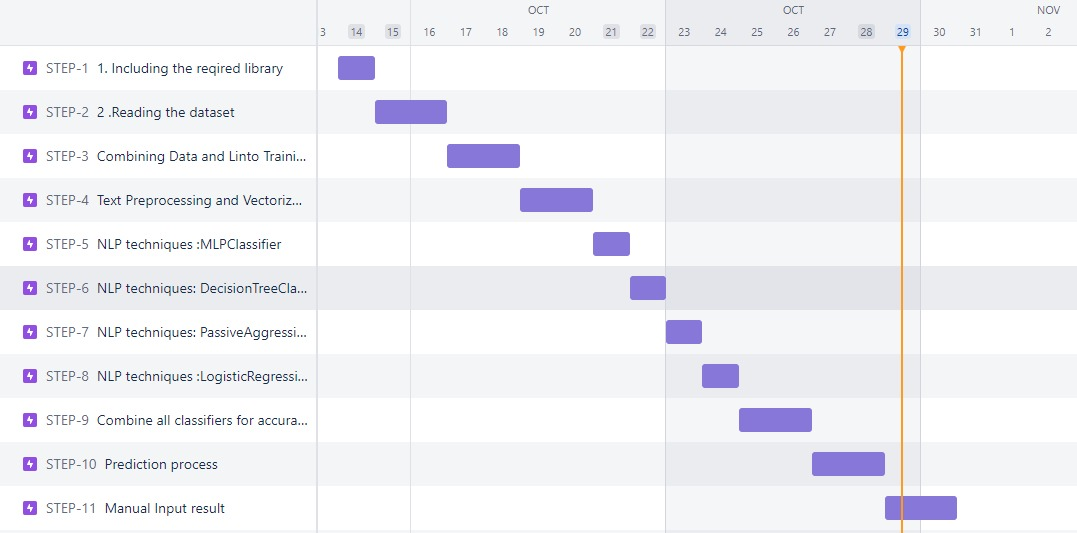 OCT OCT NOV
3 14 15 16 17 18 19 20 21 22 23 24 25 26 27 28 29 30 31 1 2
STEP-1 1. Including the reqired library
STEP-2 2 .Reading the dataset
STEP-3 Combining Data and Linto Traini...
STEP-4 Text Preprocessing and Vectoriz...
STEP-5 NLP techniques :MLPClassifier
STEP-6 NLP techniques: DecisionTreeCla...
STEP-7 NLP techniques: PassiveAggressi...
STEP-8 NLP techniques :LogisticRegressi...
STEP-9 Combine all classifiers for accura...
STEP-10 Prediction process
STEP-11 Manual Input result